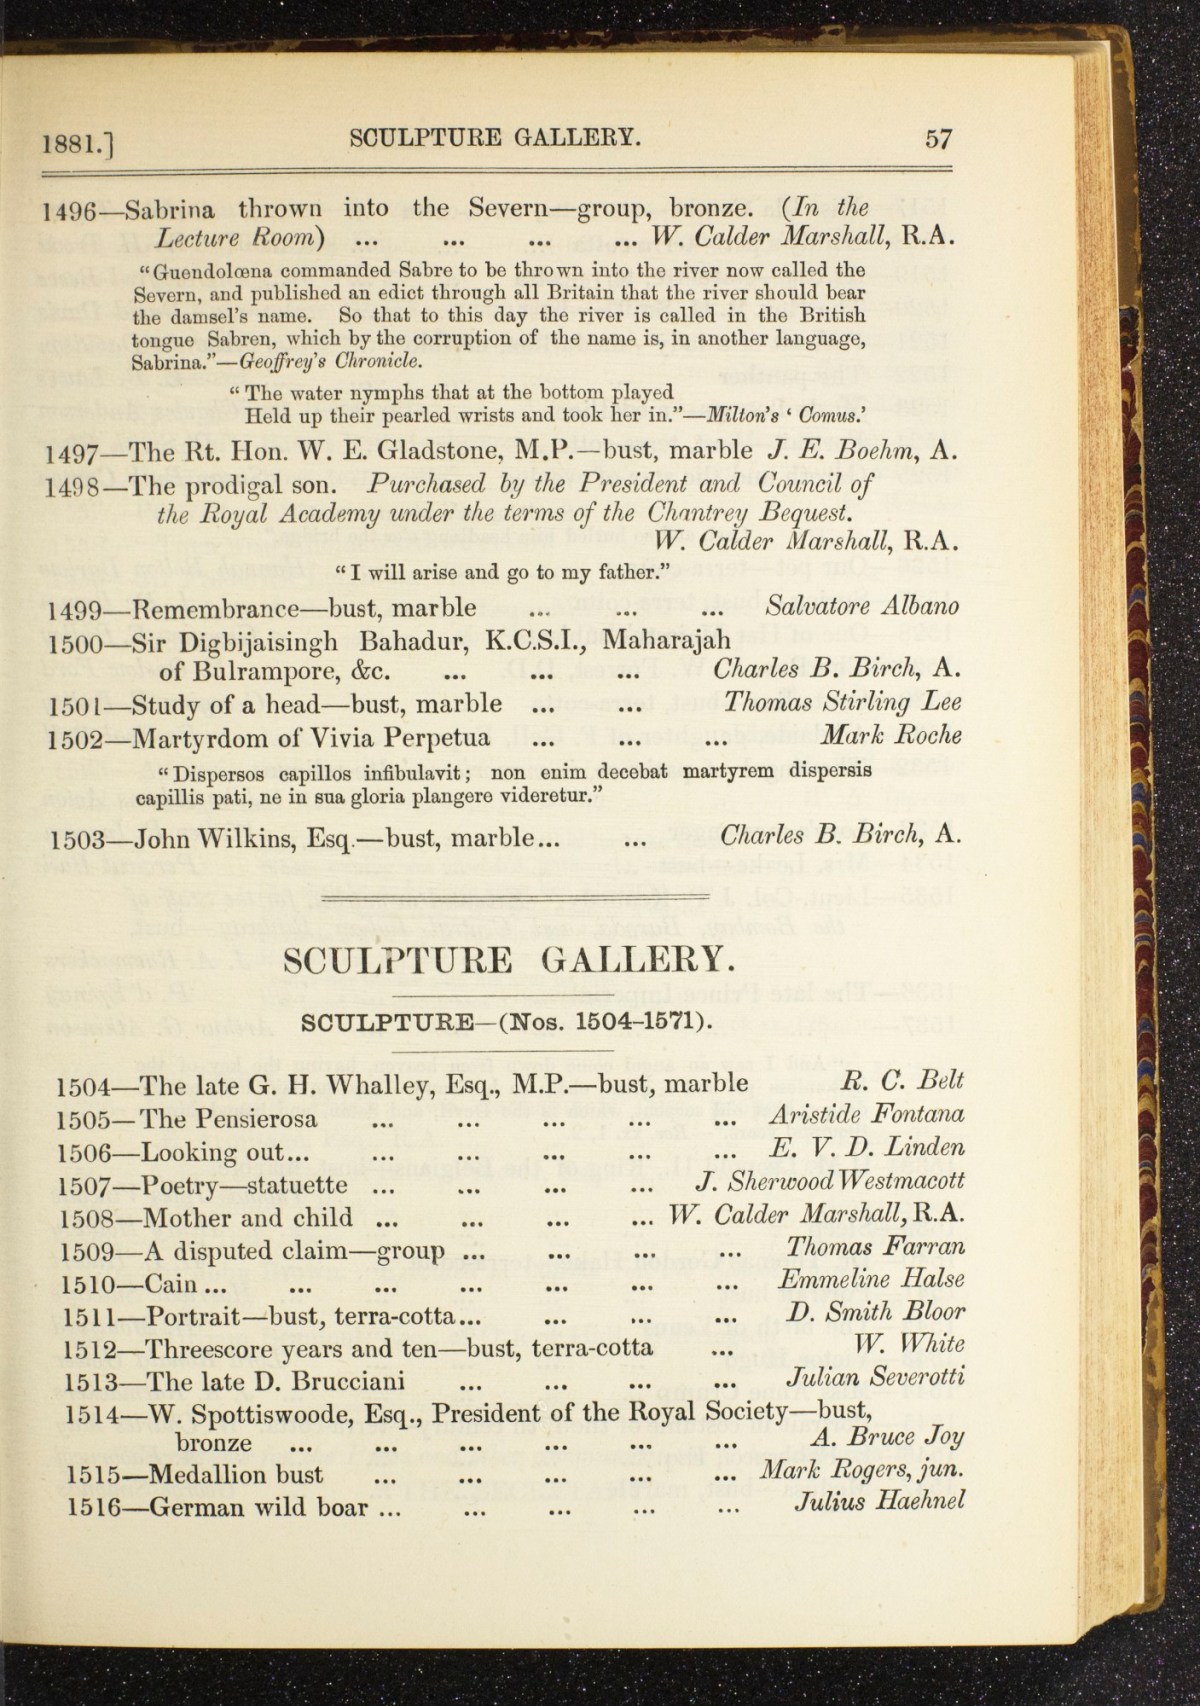 1881.] SCULPTURE GALLERY. 57
1496—Sabrina thrown into the Severn—group, bronze. (In the
Lecture Room) ... ... ... ... W. Calder Marshall, R.A.
“Guendolœna commanded Sabre to be thrown into the river now called the
Severn, and published an edict through all Britain that the river should bear
the damsel's name. So that to this day the river is called in the British
tongue Sabren, which by the corruption of the name is, in another language,
Sabrina.”—Geoffrey's Chronicle.
“The water nymphs that at the bottom played
Held up their pearled wrists and took her in.”—Milton's ‘Comus.’
1497—The Rt. Hon. W. E. Gladstone, M.P.—bust, marble J. E. Boehm, A.
1498—The prodigal son. Purchased by the President and Council of
the Royal Academy under the terms of the Chantrey Bequest.
W. Calder Marshall, R.A.
“I will arise and go to my father.”
1499—Remembrance—bust, marble ... ... ... Salvatore Albano
1500—Sir Digbijaisingh Bahadur, K.C.S.I., Maharajah
of Bulrampore, &c. ... ... ... Charles B. Birch, A.
1501—Study of a head—bust, marble ... ... Thomas Stirling Lee
1502—Martyrdom of Vivia Perpetua ... ... ... Mark Roche
“Dispersos capillos infibulavit; non enim decebat martyrem dispersis
capillis pati, ne in sua gloria plangere videretur.”
1503—John Wilkins, Esq.—bust, marble... ... Charles B. Birch, A.
SCULPTURE GALLERY.
SCULPTURE—(Nos. 1504–1571).
1504—The late G. H. Whalley, Esq., M.P.—bust, marble R. C. Belt
1505—The Pensierosa ... ... ... ... ... Aristide Fontana
1506—Looking out... ... ... ... ... ... E. V. D. Linden
1507—Poetry—statuette ... ... ... ... J. Sherwood Westmacott
1508—Mother and child ... ... ... ... W. Calder Marshall, R.A.
1509—A disputed claim—group ... ... ... ... Thomas Farran
1510—Cain ... ... ... ... ... ... ... Emmeline Halse
1511—Portrait—bust, terra-cotta... ... ... ... D. Smith Bloor
1512—Threescore years and ten—bust, terra-cotta ... W. White
1513—The late D. Brucciani ... ... ... ... Julian Severotti
1514—W. Spottiswoode, Esq., President of the Royal Society—bust,
bronze ... ... ... ... ... ... A. Bruce Joy
1515—Medallion bust ... ... ... ... ... Mark Rogers, jun.
1516—German wild boar ... ... ... ... ... Julius Haehnel